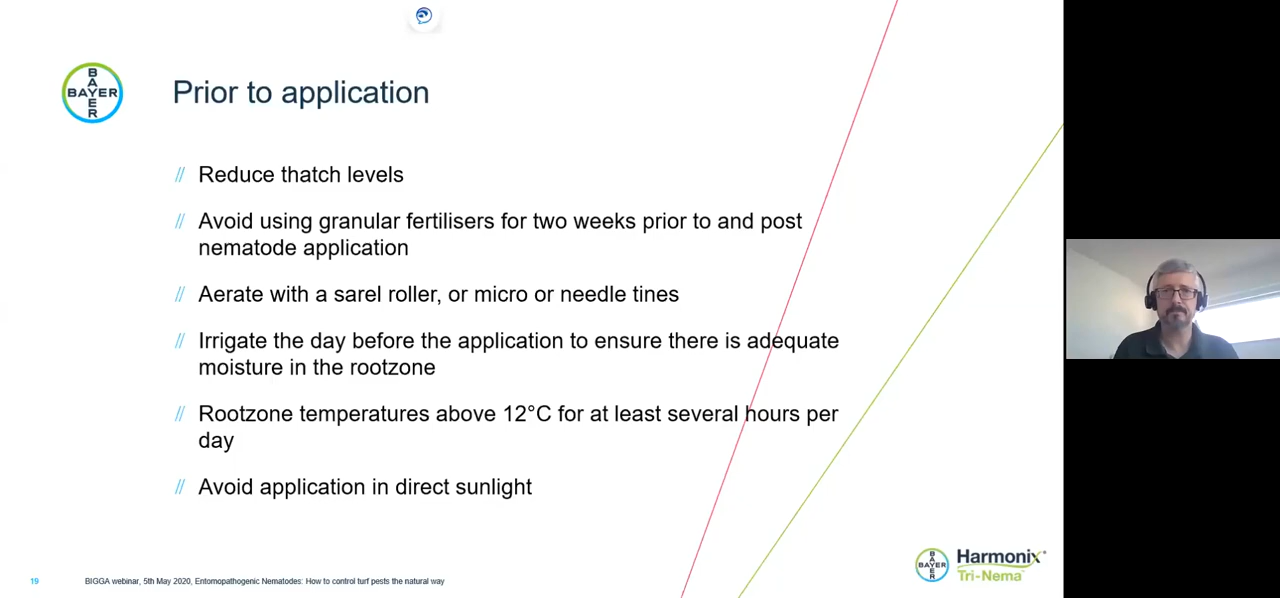 BAYER
BAYER
Prior to application
// Reduce thatch levels
// Avoid using granular fertilisers for two weeks prior to and post
nematode application
// Aerate with a sarel roller, or micro or needle tines
// Irrigate the day before the application to ensure there is adequate
moisture in the rootzone
// Rootzone temperatures above 12°C for at least several hours per
day
// Avoid application in direct sunlight
BAYER
BAYER
Harmonix®
Tri-Nema
19
BIGGA webinar, 5th May 2020, Entomopathogenic Nematodes: How to control turf pests the natural way